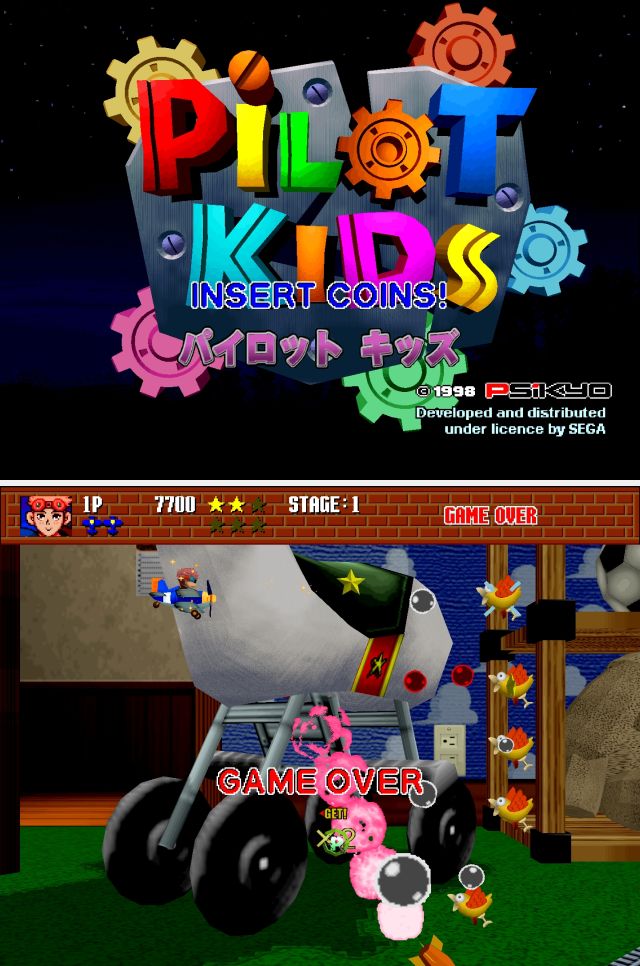 PiLOT
KiDS
INSERT COINS!
パイロット キッズ
© 1998 PSiKYO
Developed and distributed
under licence by SEGA
1P 7700 STAGE:1 GAME OVER
GAME OVER
GET!
×2